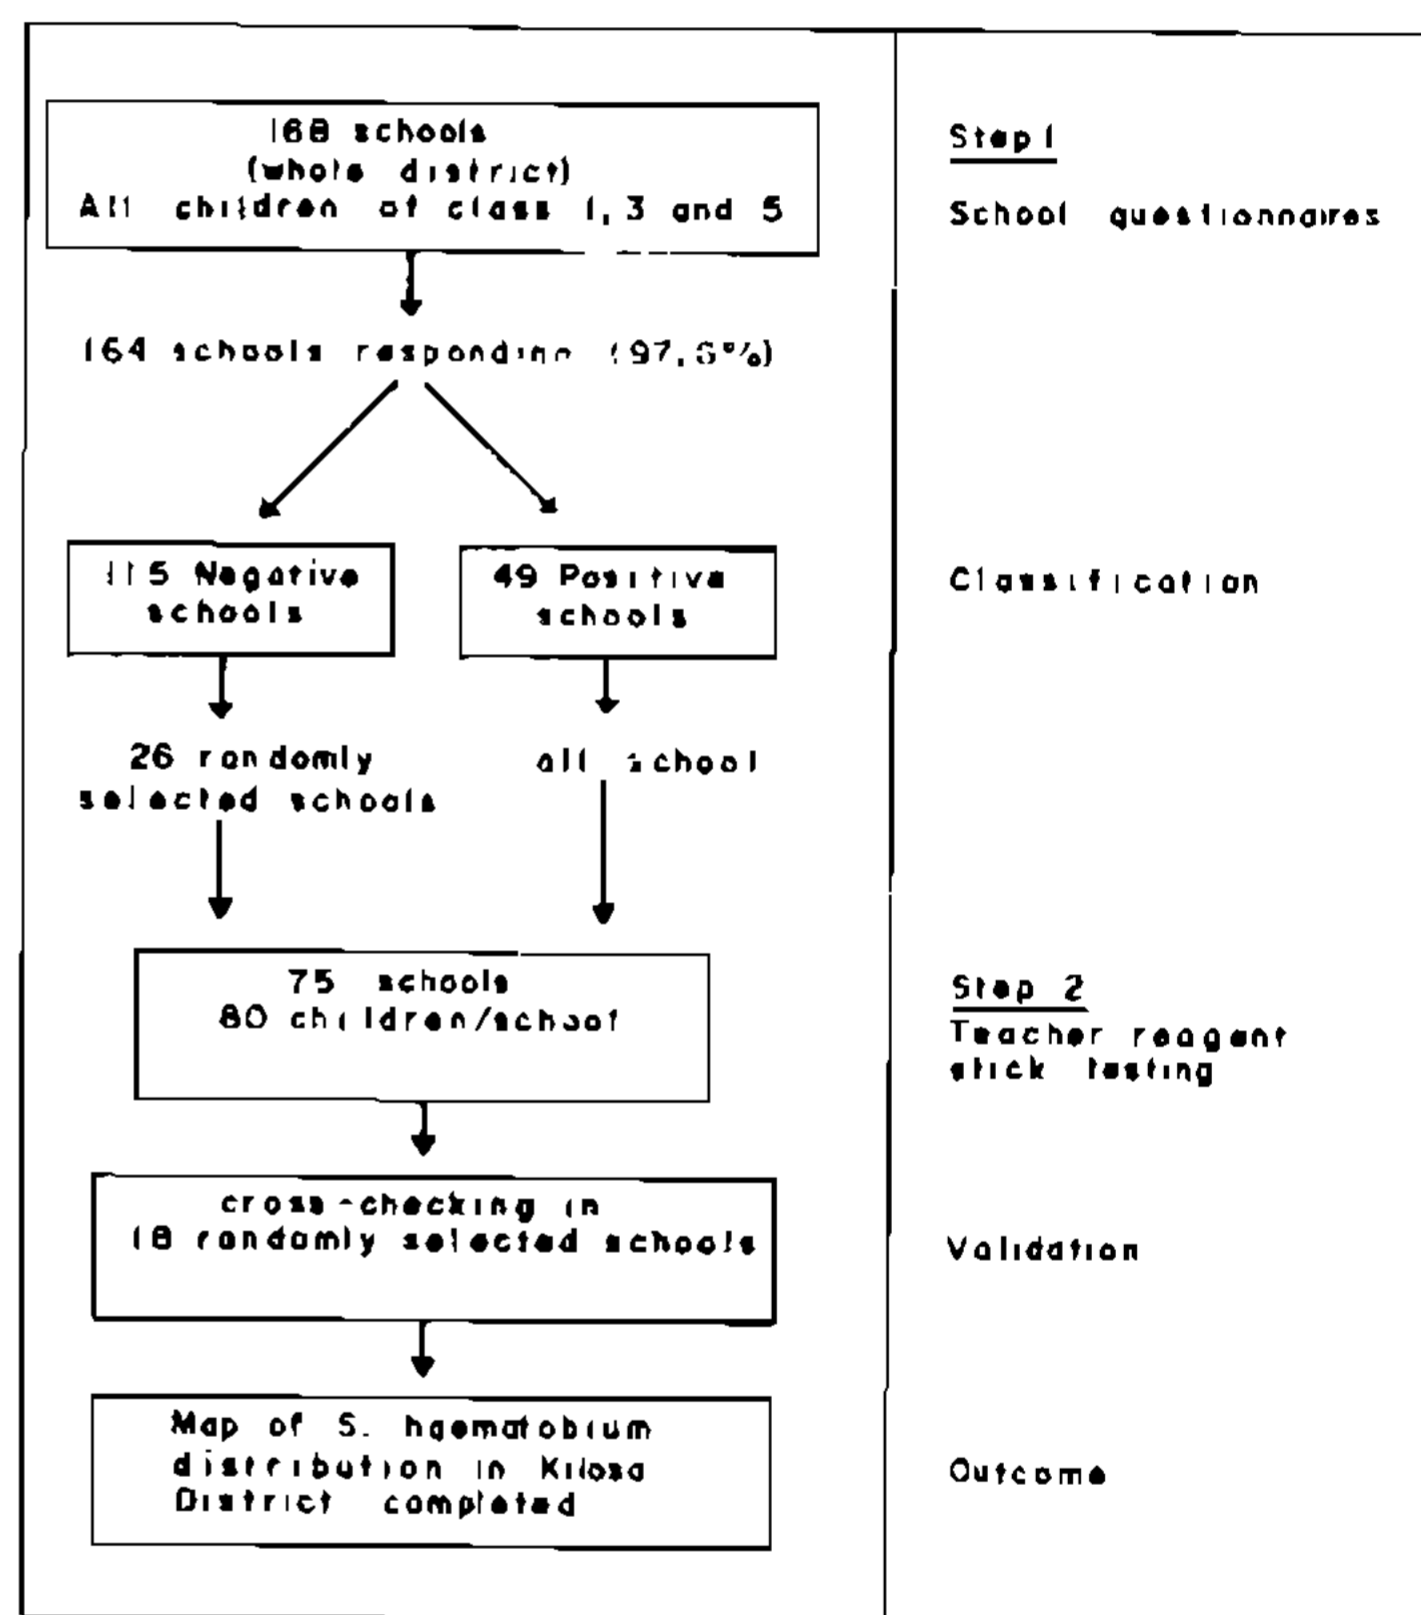 168 schools
(whole district)
All children of class 1, 3 and 5
Step 1
School questionnaires
164 schools responding (97,6%)
115 Negative
schools
49 Positive
schools
Classification
26 randomly
selected schools
all school
75 schools
80 children/school
Step 2
Teacher reagent
stick testing
cross-checking in
18 randomly selected schools
Validation
Map of S. haematobium
distribution in Kilosa
District completed
Outcome